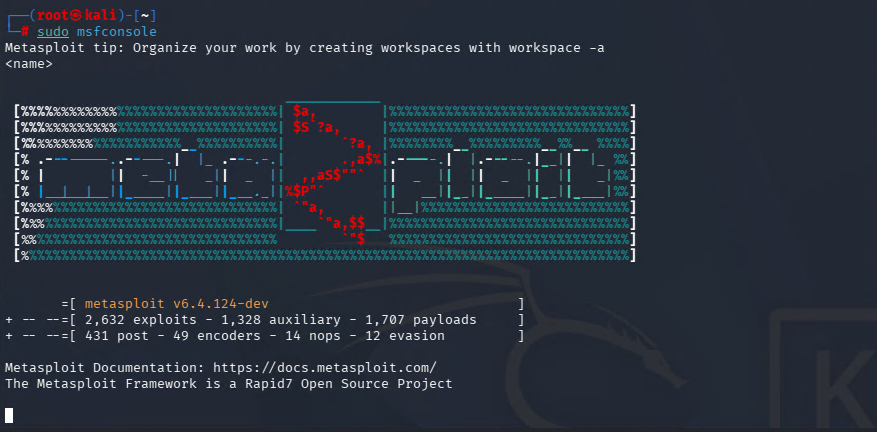 ┌──(root㉿kali)-[~]
└─# sudo msfconsole
Metasploit tip: Organize your work by creating workspaces with workspace -a
<name>
metasploit
=[ metasploit v6.4.124-dev ]
+ -- --=[ 2,632 exploits - 1,328 auxiliary - 1,707 payloads ]
+ -- --=[ 431 post - 49 encoders - 14 nops - 12 evasion ]
Metasploit Documentation: https://docs.metasploit.com/
The Metasploit Framework is a Rapid7 Open Source Project